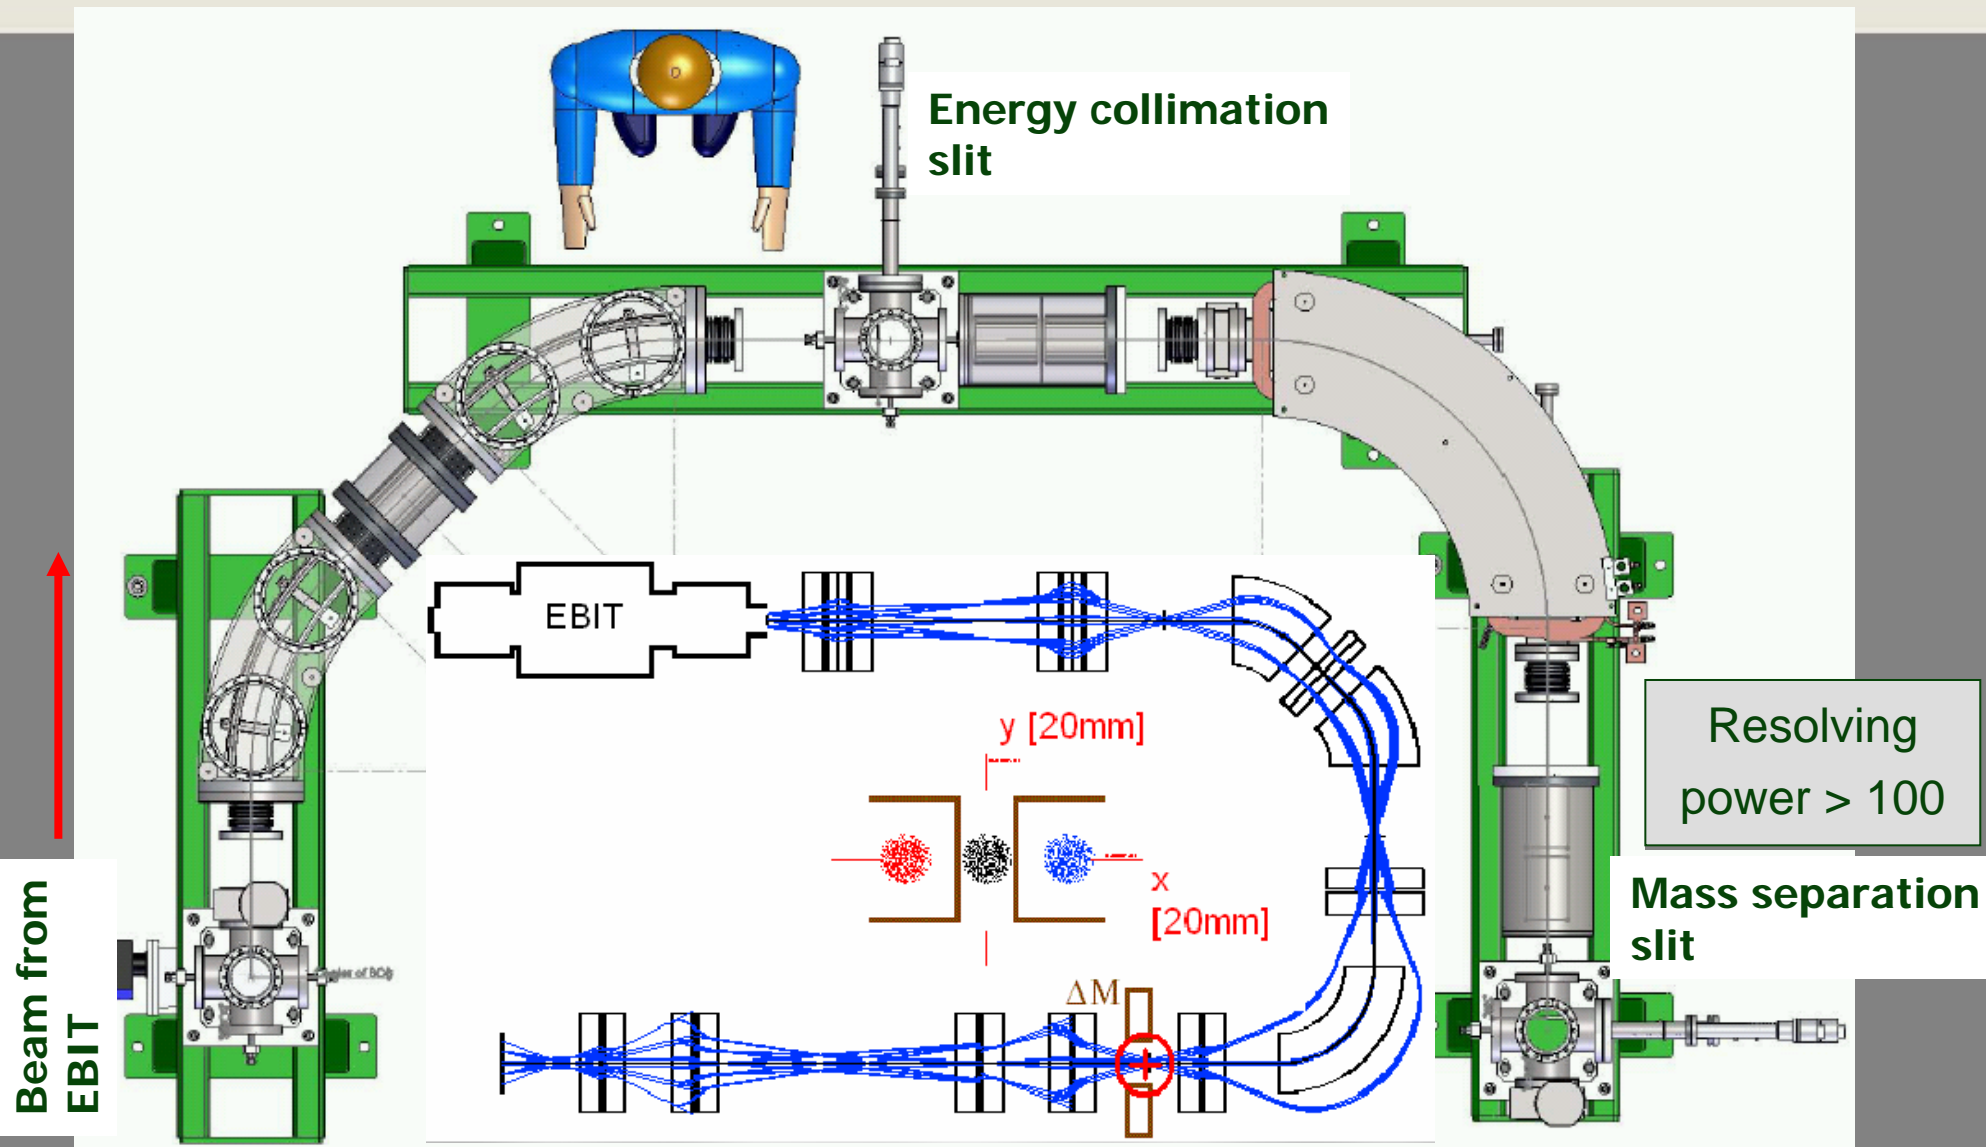 Energy collimation
slit
EBIT
y [20mm]
x
[20mm]
ΔM
Resolving
power > 100
Mass separation
slit
Beam from
EBIT